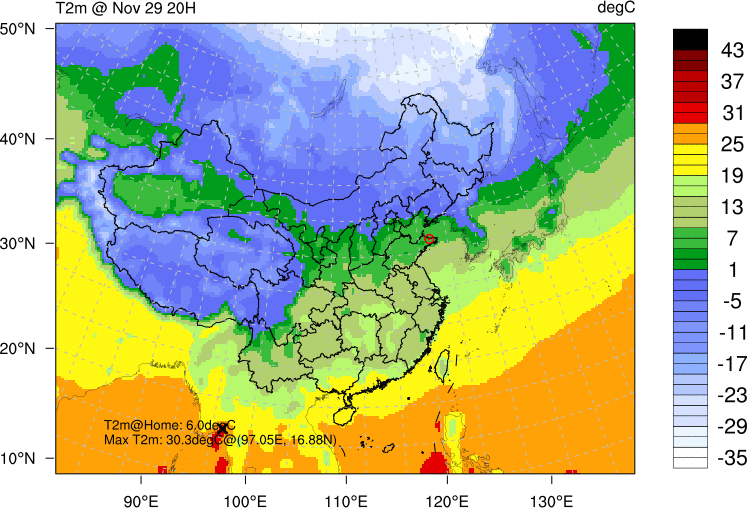 T2m @ Nov 29 20H
degC
50°N
40°N
30°N
20°N
10°N
T2m@Home: 6.0degC
Max T2m: 30.3degC@(97.05E, 16.88N)
90°E
100°E
110°E
120°E
130°E
43
37
31
25
19
13
7
1
-5
-11
-17
-23
-29
-35